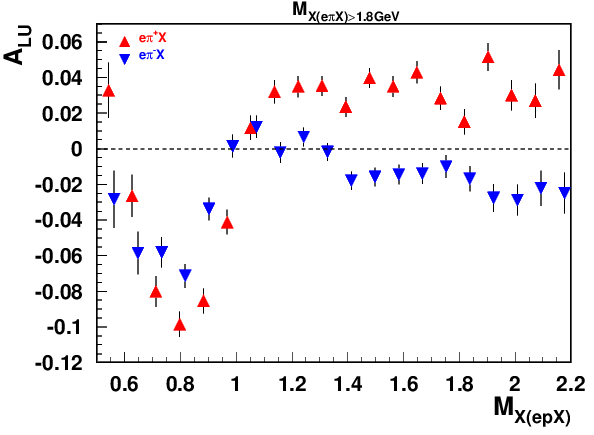 M_X(eπX)>1.8GeV
A_LU
eπ⁺X
eπ⁻X
0.06
0.04
0.02
0
-0.02
-0.04
-0.06
-0.08
-0.1
-0.12
0.6 0.8 1 1.2 1.4 1.6 1.8 2 2.2
M_X(epX)